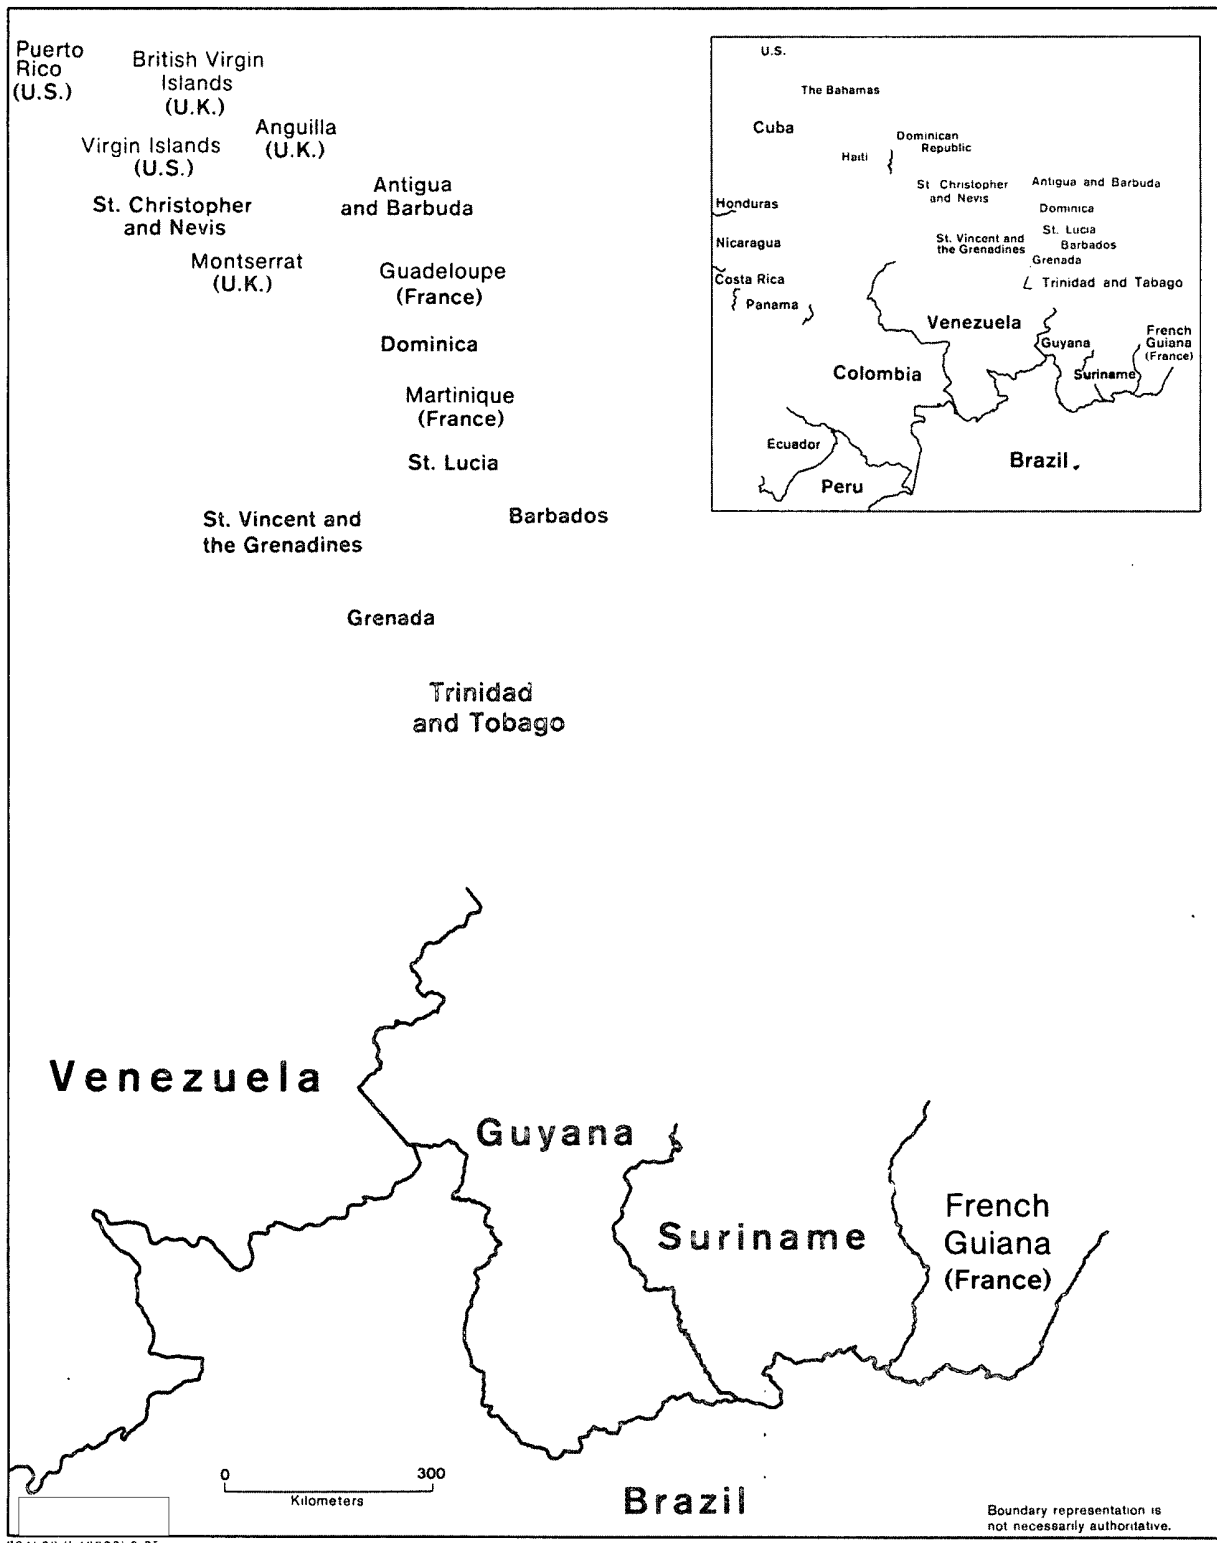 Puerto
Rico
(U.S.)
British Virgin
Islands
(U.K.)
Anguilla
(U.K.)
Virgin Islands
(U.S.)
Antigua
and Barbuda
St. Christopher
and Nevis
Montserrat
(U.K.)
Guadeloupe
(France)
Dominica
Martinique
(France)
St. Lucia
St. Vincent and
the Grenadines
Barbados
Grenada
Trinidad
and Tobago
Venezuela
Guyana
Suriname
French
Guiana
(France)
Brazil
0 300
Kilometers
Boundary representation is
not necessarily authoritative.
U.S.
The Bahamas
Cuba
Dominican
Republic
Haiti
St Christopher
and Nevis
Antigua and Barbuda
Honduras
Dominica
St. Lucia
Nicaragua
St. Vincent and
the Grenadines
Barbados
Grenada
Costa Rica
Trinidad and Tabago
Panama
Venezuela
Guyana
French
Guiana
(France)
Colombia
Suriname
Ecuador
Brazil
Peru